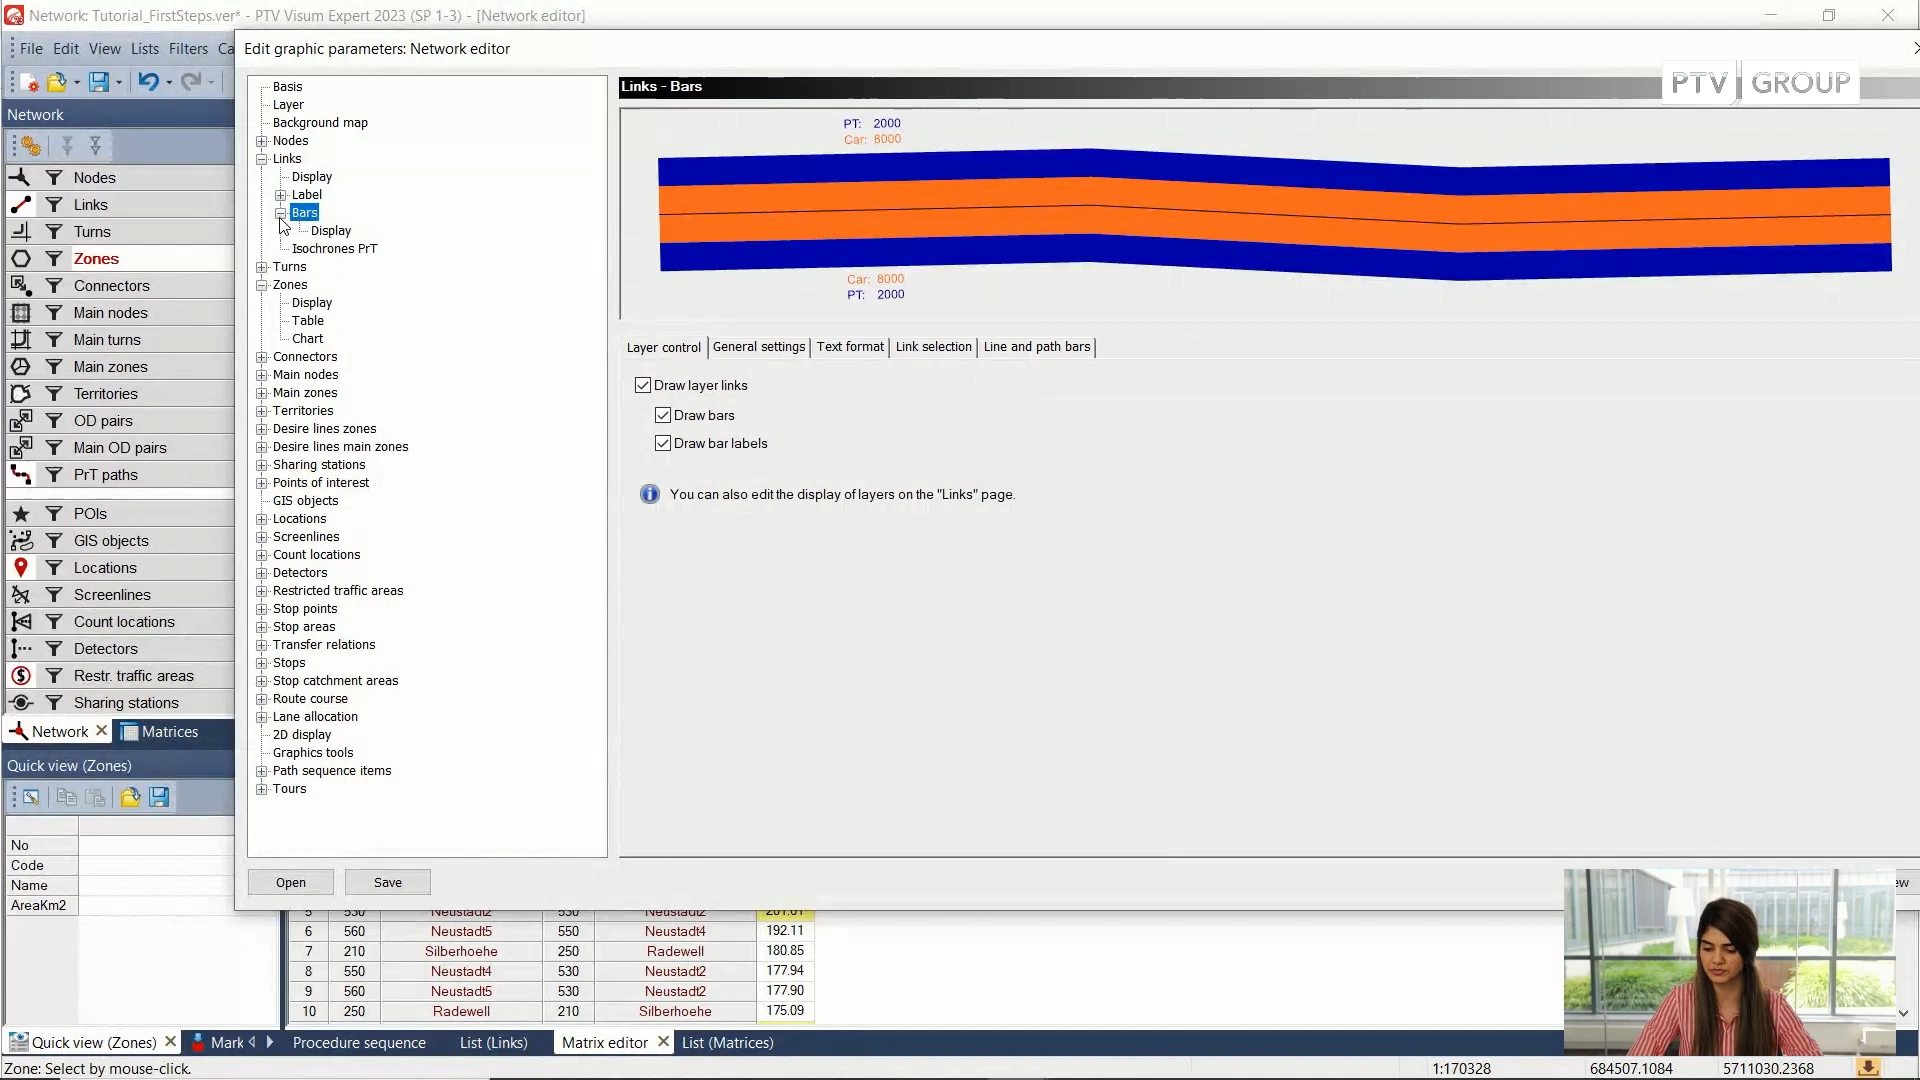 Network: Tutorial_FirstSteps.ver* - PTV Visum Expert 2023 (SP 1-3) - [Network editor]
File Edit View Lists Filters Ca
Edit graphic parameters: Network editor
PTV GROUP
Network
Nodes
Links
Turns
Zones
Connectors
Main nodes
Main turns
Main zones
Territories
OD pairs
Main OD pairs
PrT paths
POIs
GIS objects
Locations
Screenlines
Count locations
Detectors
Restr. traffic areas
Sharing stations
Network
Matrices
Quick view (Zones)
No
Code
Name
AreaKm2
Basis
Layer
Background map
Nodes
Links
Display
Label
Bars
Display
Isochrones PrT
Turns
Zones
Display
Table
Chart
Connectors
Main nodes
Main zones
Territories
Desire lines zones
Desire lines main zones
Sharing stations
Points of interest
GIS objects
Locations
Screenlines
Count locations
Detectors
Restricted traffic areas
Stop points
Stop areas
Transfer relations
Stops
Stop catchment areas
Route course
Lane allocation
2D display
Graphics tools
Path sequence items
Tours
Open Save
Links - Bars
PT: 2000
Car: 8000
Car: 8000
PT: 2000
Layer control General settings Text format Link selection Line and path bars
Draw layer links
Draw bars
Draw bar labels
You can also edit the display of layers on the "Links" page.
5 530 Neustadt2 530 Neustadt2 201.61
6 560 Neustadt5 550 Neustadt4 192.11
7 210 Silberhoehe 250 Radewell 180.85
8 550 Neustadt4 530 Neustadt2 177.94
9 560 Neustadt5 530 Neustadt2 177.90
10 250 Radewell 210 Silberhoehe 175.09
Quick view (Zones) Mark Procedure sequence List (Links) Matrix editor List (Matrices)
Zone: Select by mouse-click. 1:170328 684507.1084 5711030.2368